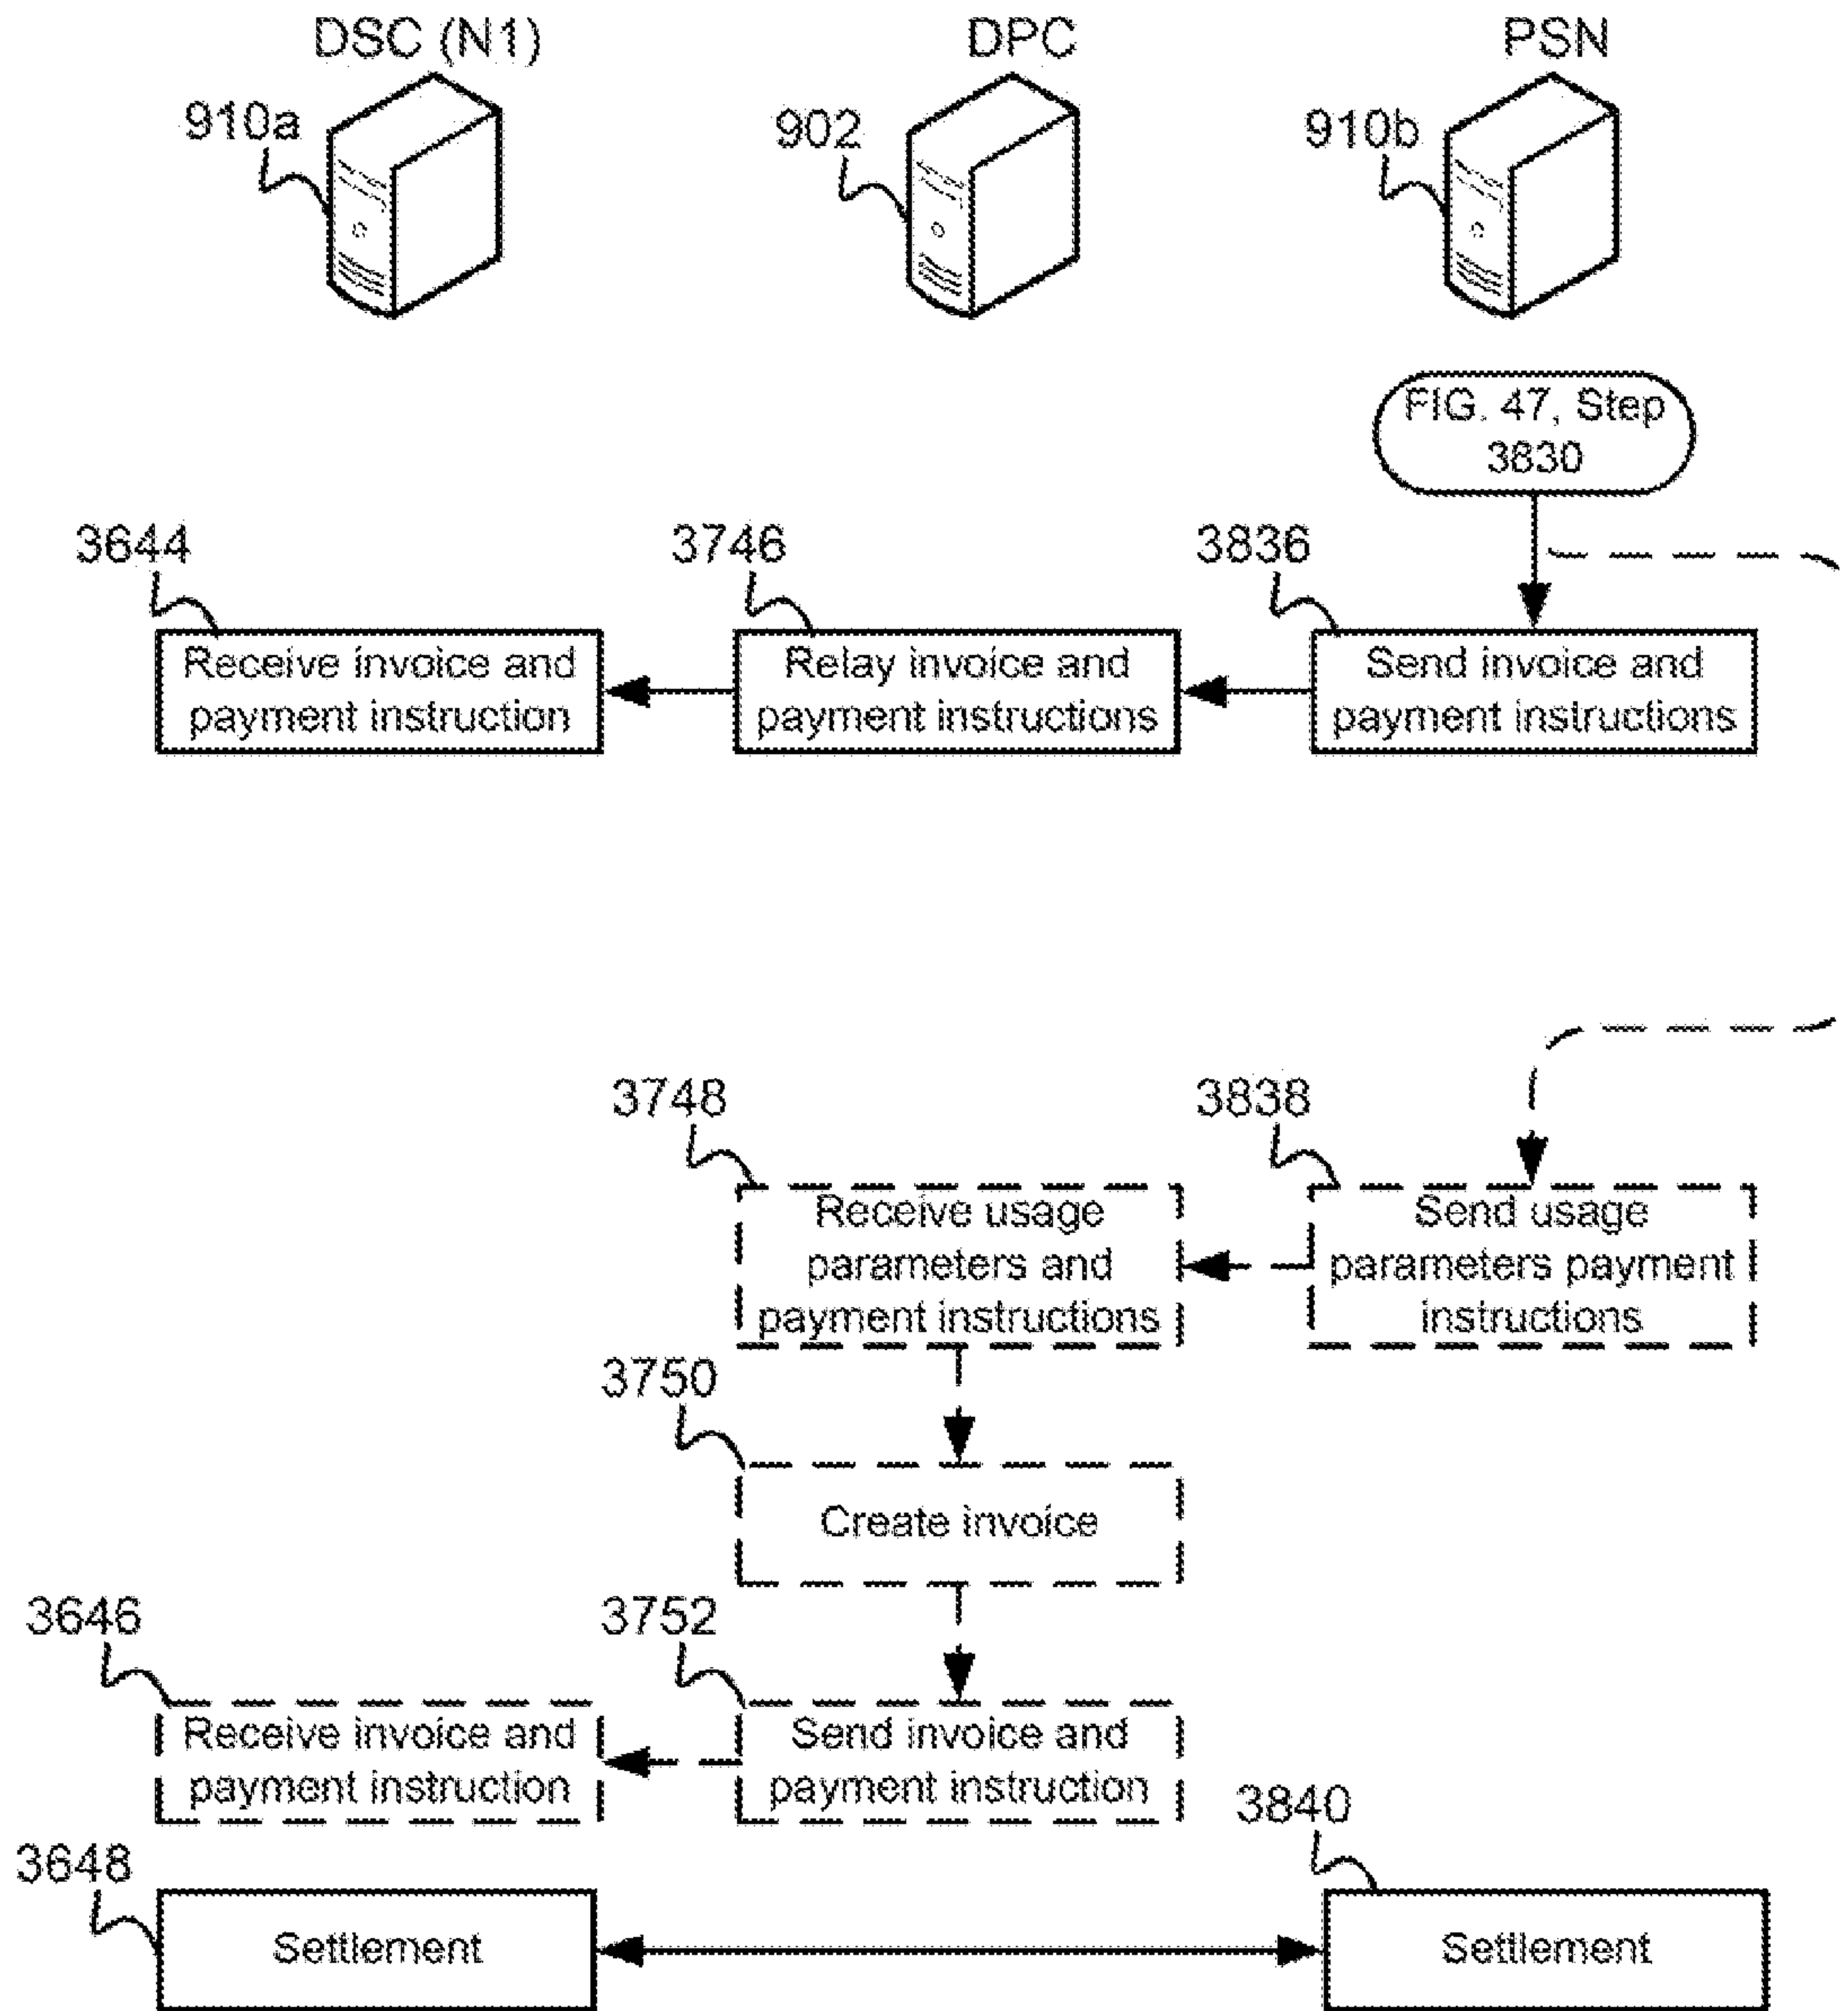 DSC (N1)
DPC
PSN
910a
902
910b
FIG. 47, Step
3830
3644
3746
3836
Receive invoice and
payment instruction
Relay invoice and
payment instructions
Send invoice and
payment instructions
3748
3838
Receive usage
parameters and
payment instructions
Send usage
parameters payment
instructions
3750
Create invoice
3646
3752
Receive invoice and
payment instruction
Send invoice and
payment instruction
3648
3840
Settlement
Settlement